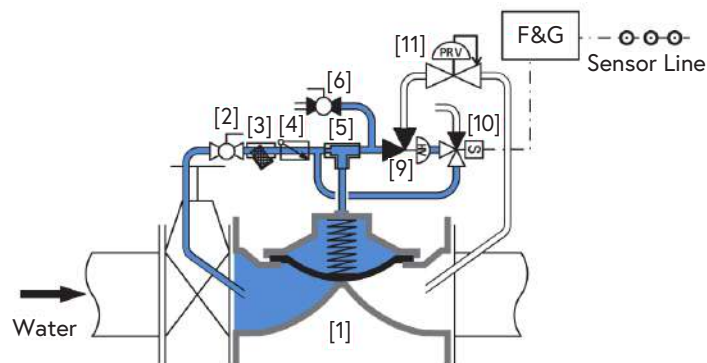 [11]
PRV
F&G
Sensor Line
[6]
[2]
[3]
[4]
[5]
[10]
[9]
S
Water
[1]